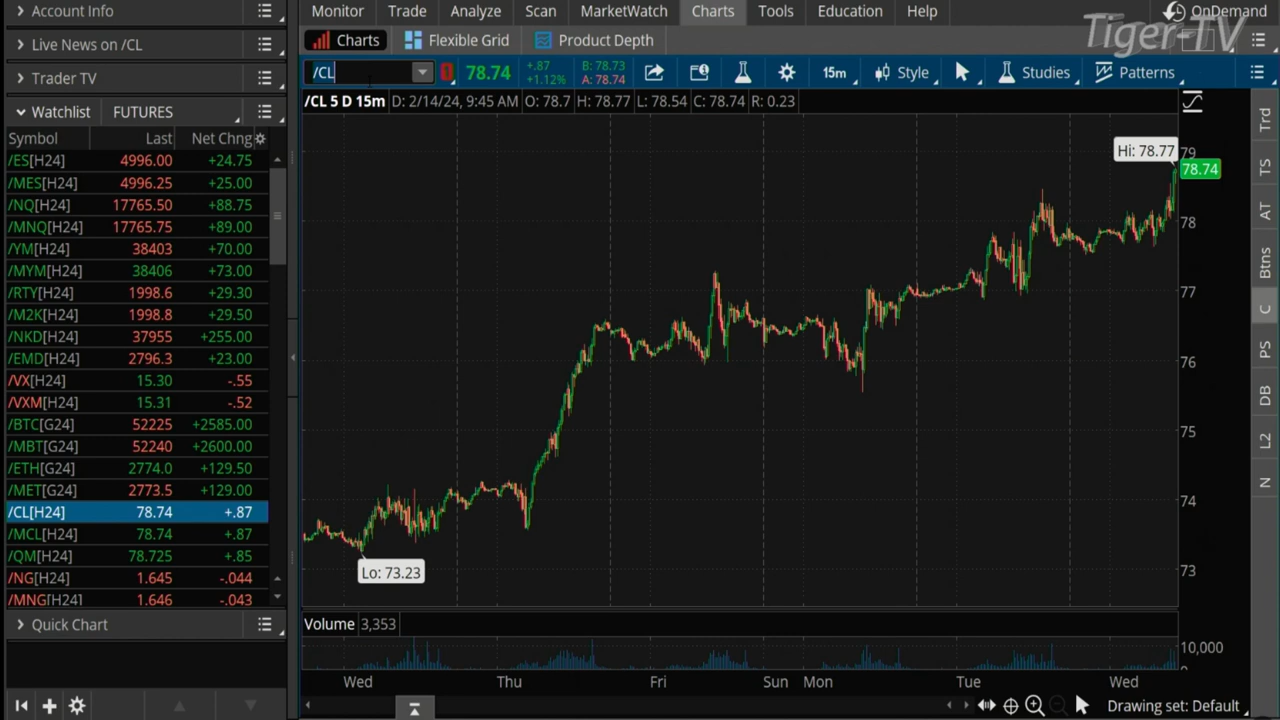 Account Info
Live News on /CL
Trader TV
Watchlist FUTURES
Symbol Last Net Chng
/ES[H24] 4996.00 +24.75
/MES[H24] 4996.25 +25.00
/NQ[H24] 17765.50 +88.75
/MNQ[H24] 17765.75 +89.00
/YM[H24] 38403 +70.00
/MYM[H24] 38406 +73.00
/RTY[H24] 1998.6 +29.30
/M2K[H24] 1998.8 +29.50
/NKD[H24] 37955 +255.00
/EMD[H24] 2796.3 +23.00
/VX[H24] 15.30 -.55
/VXM[H24] 15.31 -.52
/BTC[G24] 52225 +2585.00
/MBT[G24] 52240 +2600.00
/ETH[G24] 2774.0 +129.50
/MET[G24] 2773.5 +129.00
/CL[H24] 78.74 +.87
/MCL[H24] 78.74 +.87
/QM[H24] 78.725 +.85
/NG[H24] 1.645 -.044
/MNG[H24] 1.646 -.043
Quick Chart
Monitor Trade Analyze Scan MarketWatch Charts Tools Education Help
OnDemand
Tiger-TV
Charts Flexible Grid Product Depth
/CL 78.74 +.87 B: 78.73
+1.12% A: 78.74
15m Style Studies Patterns
/CL 5 D 15m D: 2/14/24, 9:45 AM O: 78.7 H: 78.77 L: 78.54 C: 78.74 R: 0.23
Hi: 78.77
79
78.74
78
77
76
75
74
73
Lo: 73.23
Volume 3,353
10,000
Wed Thu Fri Sun Mon Tue Wed
Drawing set: Default
Trd
TS
AT
Btns
C
PS
DB
L2
N